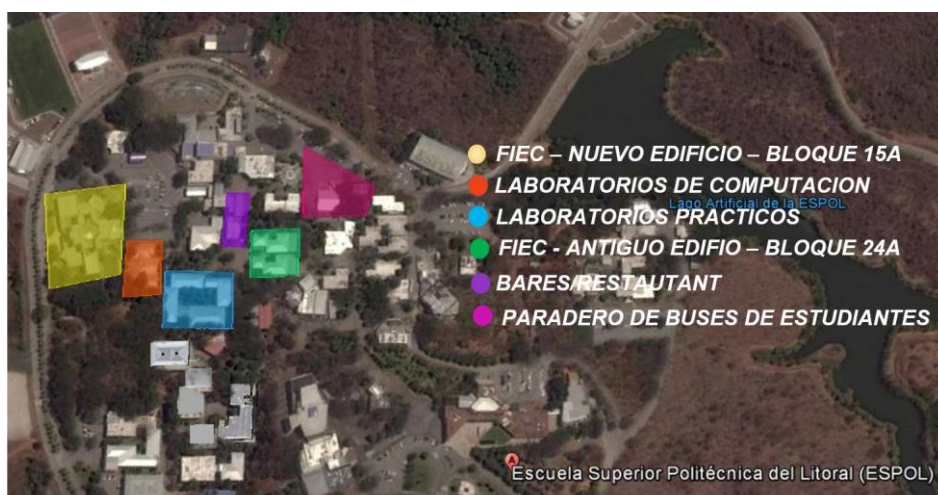 FIEC – NUEVO EDIFICIO – BLOQUE 15A
LABORATORIOS DE COMPUTACION
Lago Artificial de la ESPOL
LABORATORIOS PRACTICOS
FIEC - ANTIGUO EDIFIO – BLOQUE 24A
BARES/RESTAUTANT
PARADERO DE BUSES DE ESTUDIANTES
A
Escuela Superior Politécnica del Litoral (ESPOL)